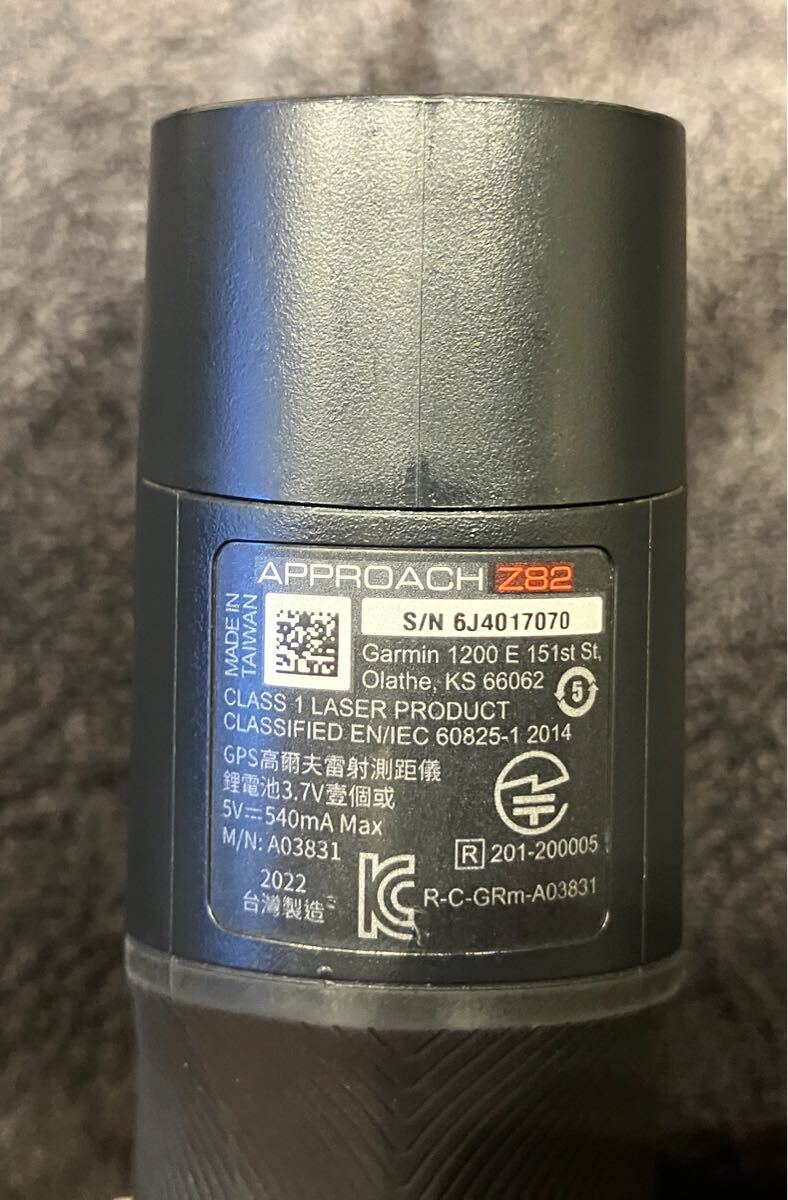 APPROACH Z82
MADE IN
TAIWAN
S/N 6J4017070
Garmin 1200 E 151st St,
Olathe, KS 66062
5
CLASS 1 LASER PRODUCT
CLASSIFIED EN/IEC 60825-1 2014
GPS高爾夫雷射測距儀
鋰電池3.7V壹個或
5V⎓540mA Max
M/N: A03831
R 201-200005
2022
台灣製造
KC
R-C-GRm-A03831